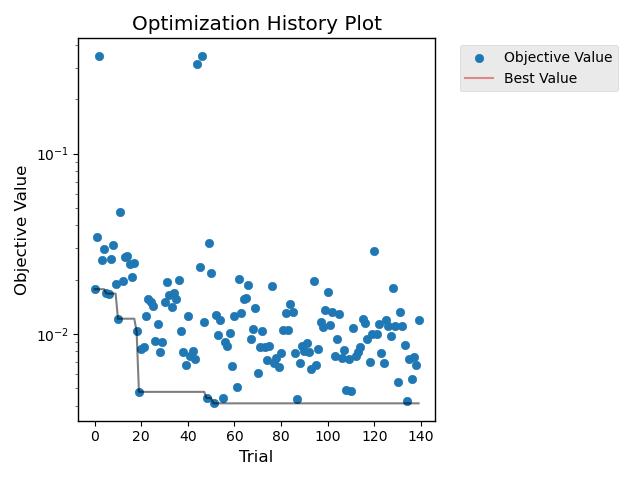 Optimization History Plot
Objective Value
Best Value
Objective Value
10⁻¹
10⁻²
0 20 40 60 80 100 120 140
Trial